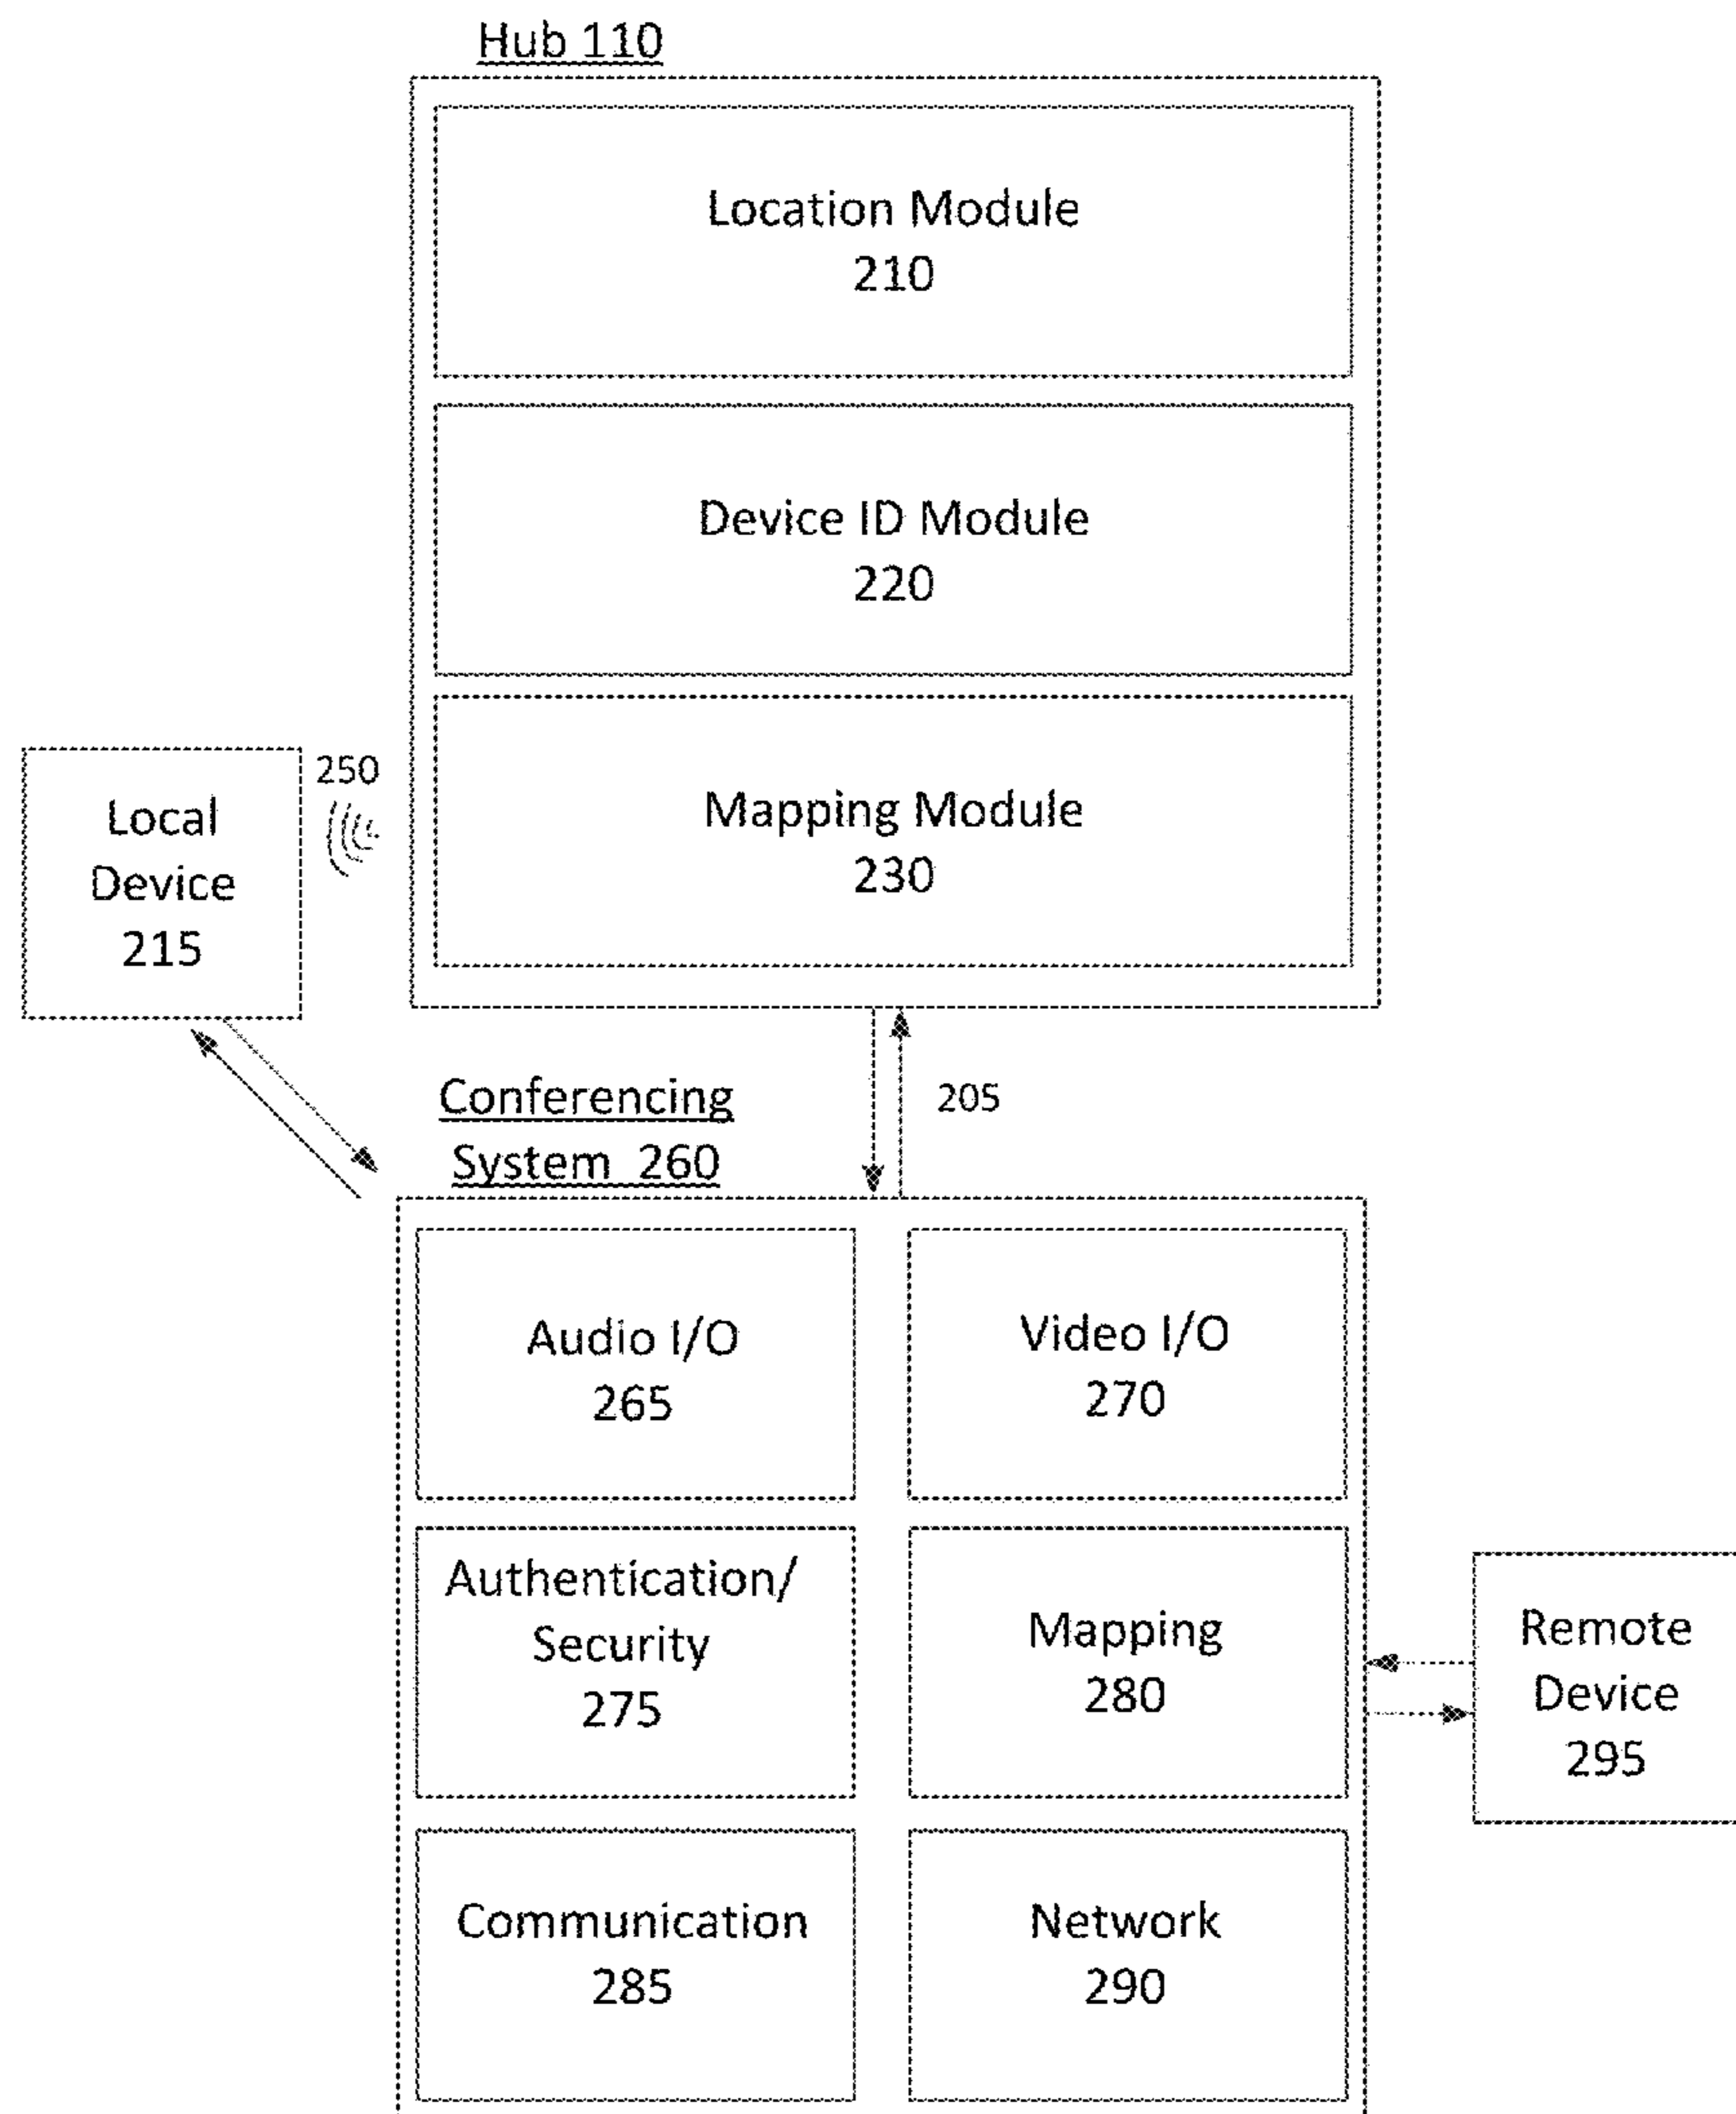 Hub 110
Location Module
210
Device ID Module
220
Mapping Module
230
250
Local
Device
215
205
Conferencing
System 260
Audio I/O
265
Video I/O
270
Authentication/
Security
275
Mapping
280
Remote
Device
295
Communication
285
Network
290